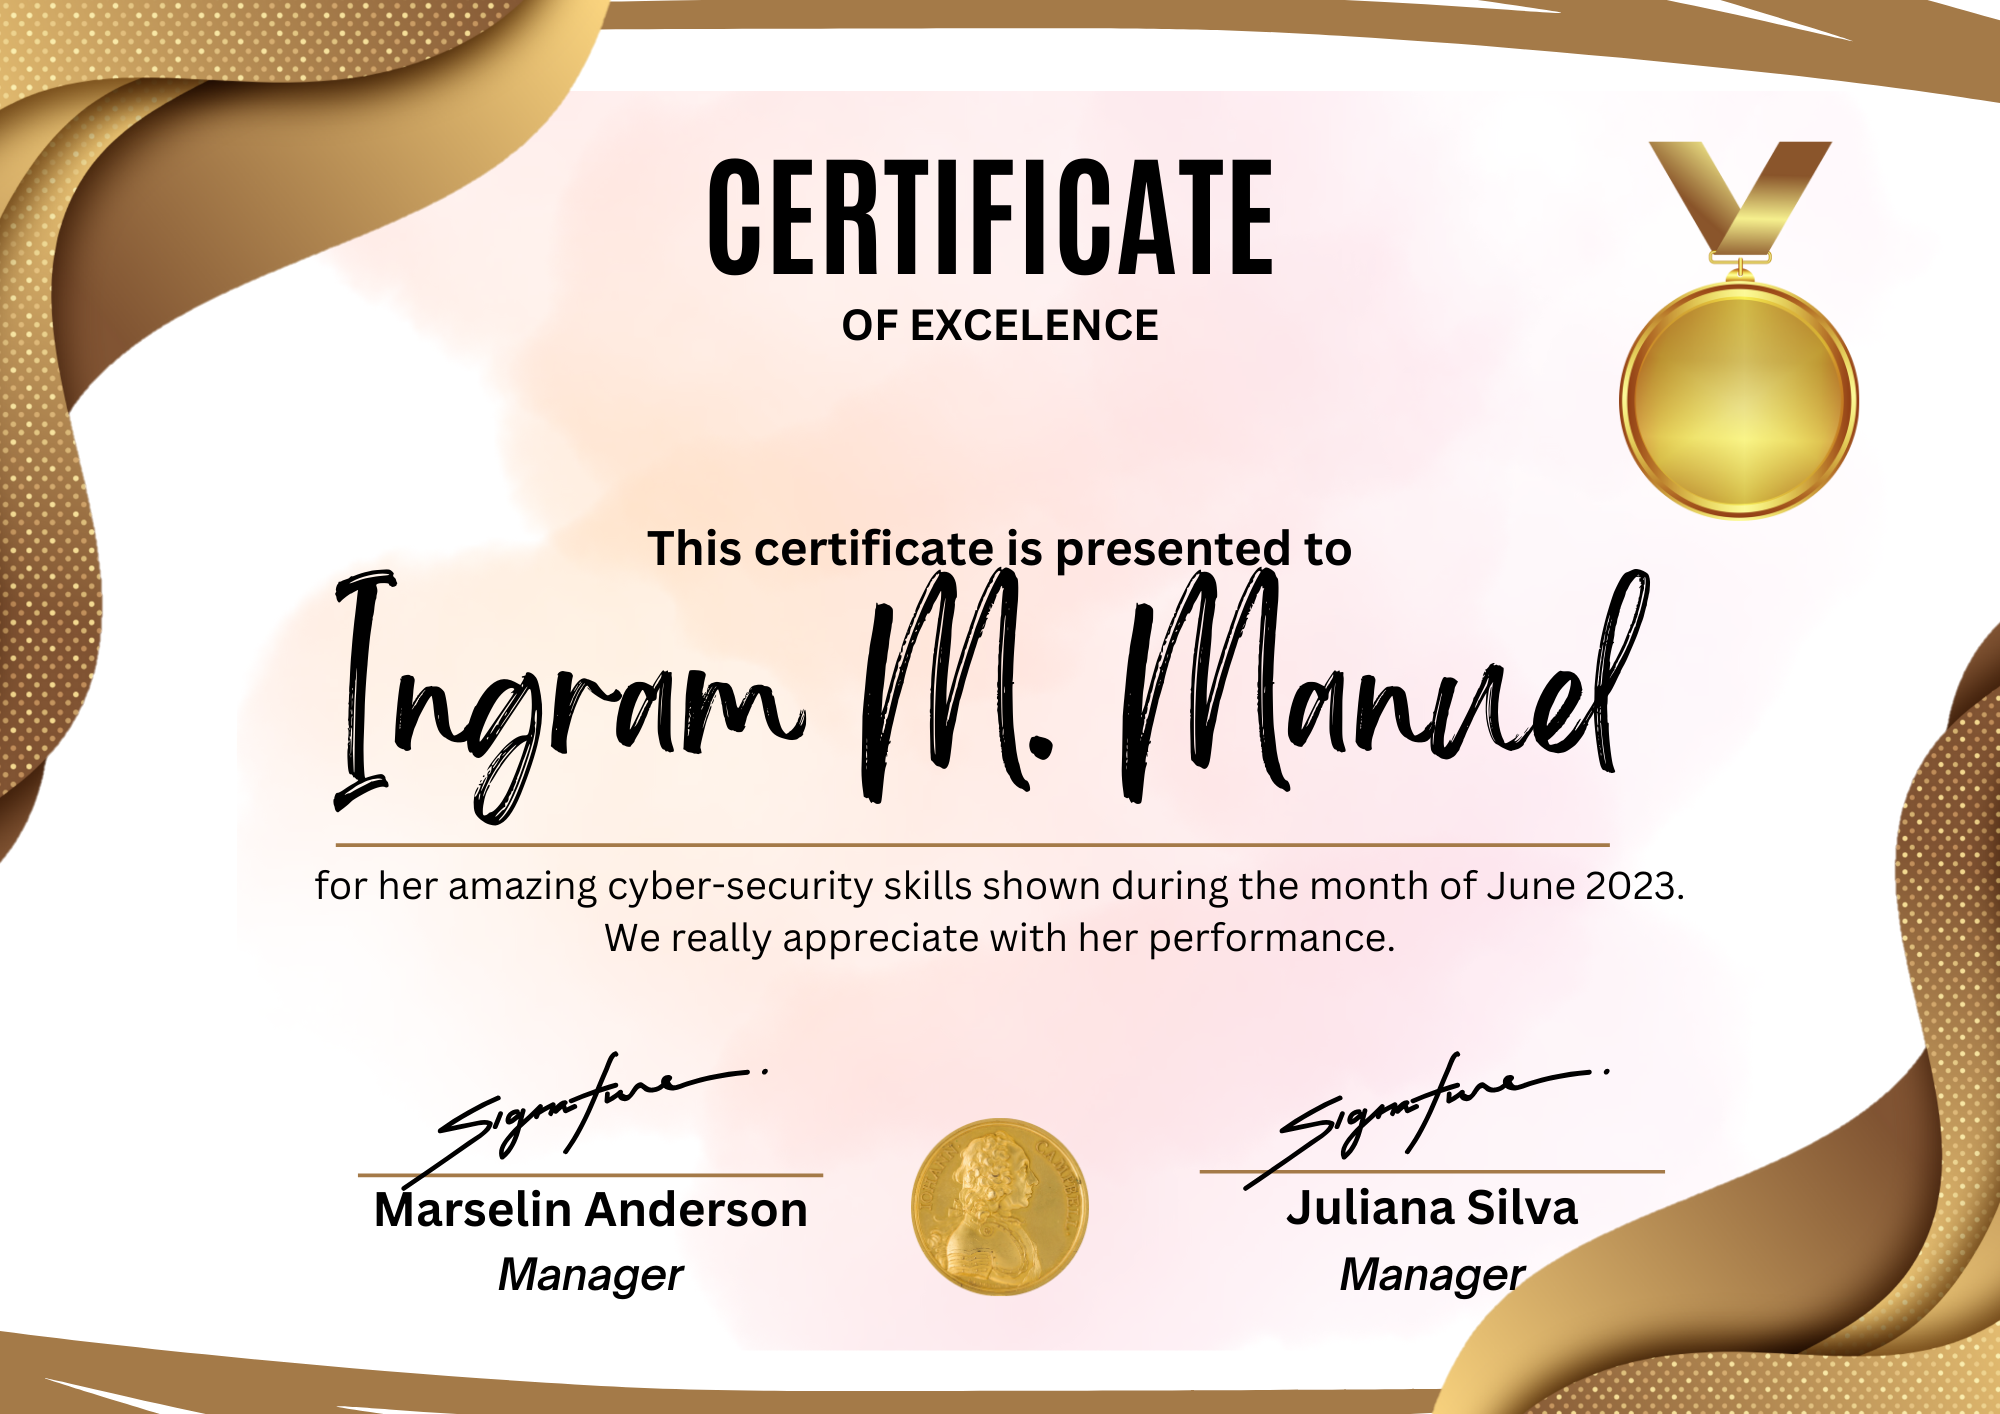 CERTIFICATE
OF EXCELENCE
This certificate is presented to
Ingram M. Manuel
for her amazing cyber-security skills shown during the month of June 2023.
We really appreciate with her performance.
Signature
Signature
Marselin Anderson
Juliana Silva
Manager
Manager